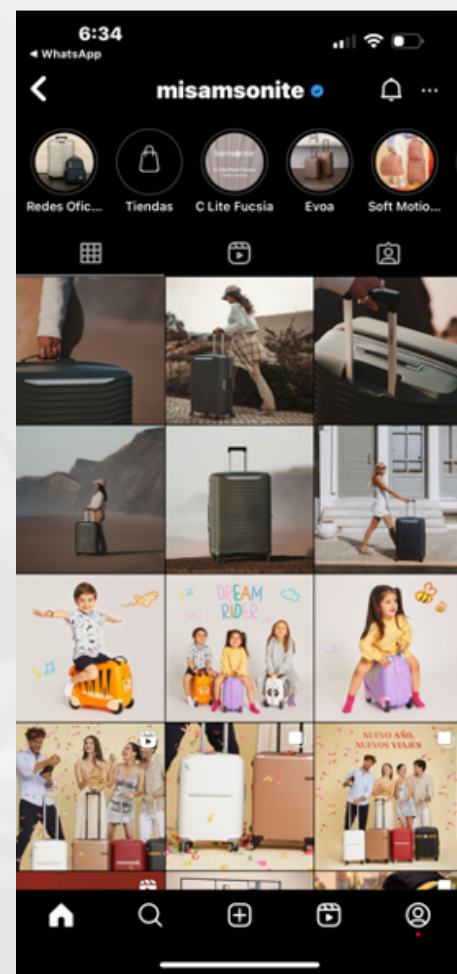 6:34
WhatsApp
misamsonite
Redes Ofic...
Tiendas
C Lite Fucsia
Evoa
Soft Motio...
DREAM
RIDER
NUEVO AÑO,
NUEVOS VIAJES